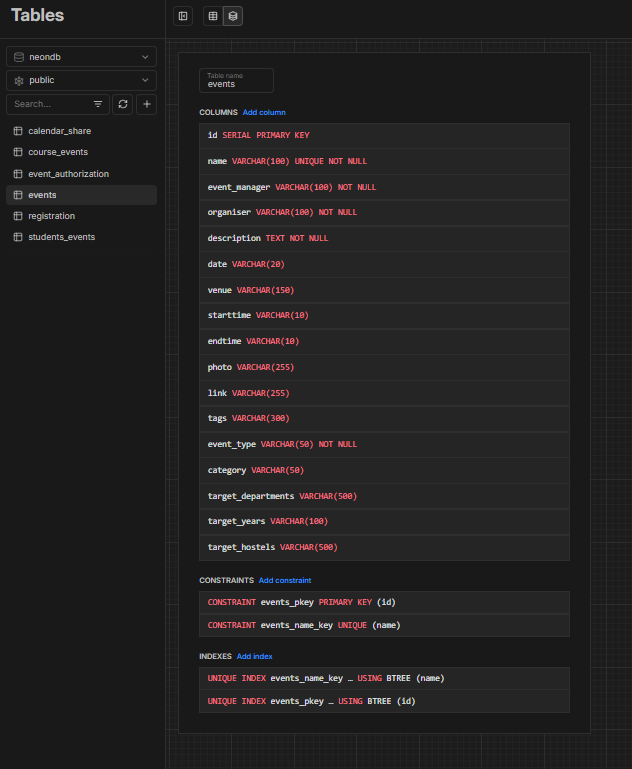 Tables
neondb
public
Search...
calendar_share
course_events
event_authorization
events
registration
students_events
Table name
events
COLUMNS Add column
id SERIAL PRIMARY KEY
name VARCHAR(100) UNIQUE NOT NULL
event_manager VARCHAR(100) NOT NULL
organiser VARCHAR(100) NOT NULL
description TEXT NOT NULL
date VARCHAR(20)
venue VARCHAR(150)
starttime VARCHAR(10)
endtime VARCHAR(10)
photo VARCHAR(255)
link VARCHAR(255)
tags VARCHAR(300)
event_type VARCHAR(50) NOT NULL
category VARCHAR(50)
target_departments VARCHAR(500)
target_years VARCHAR(100)
target_hostels VARCHAR(500)
CONSTRAINTS Add constraint
CONSTRAINT events_pkey PRIMARY KEY (id)
CONSTRAINT events_name_key UNIQUE (name)
INDEXES Add index
UNIQUE INDEX events_name_key … USING BTREE (name)
UNIQUE INDEX events_pkey … USING BTREE (id)